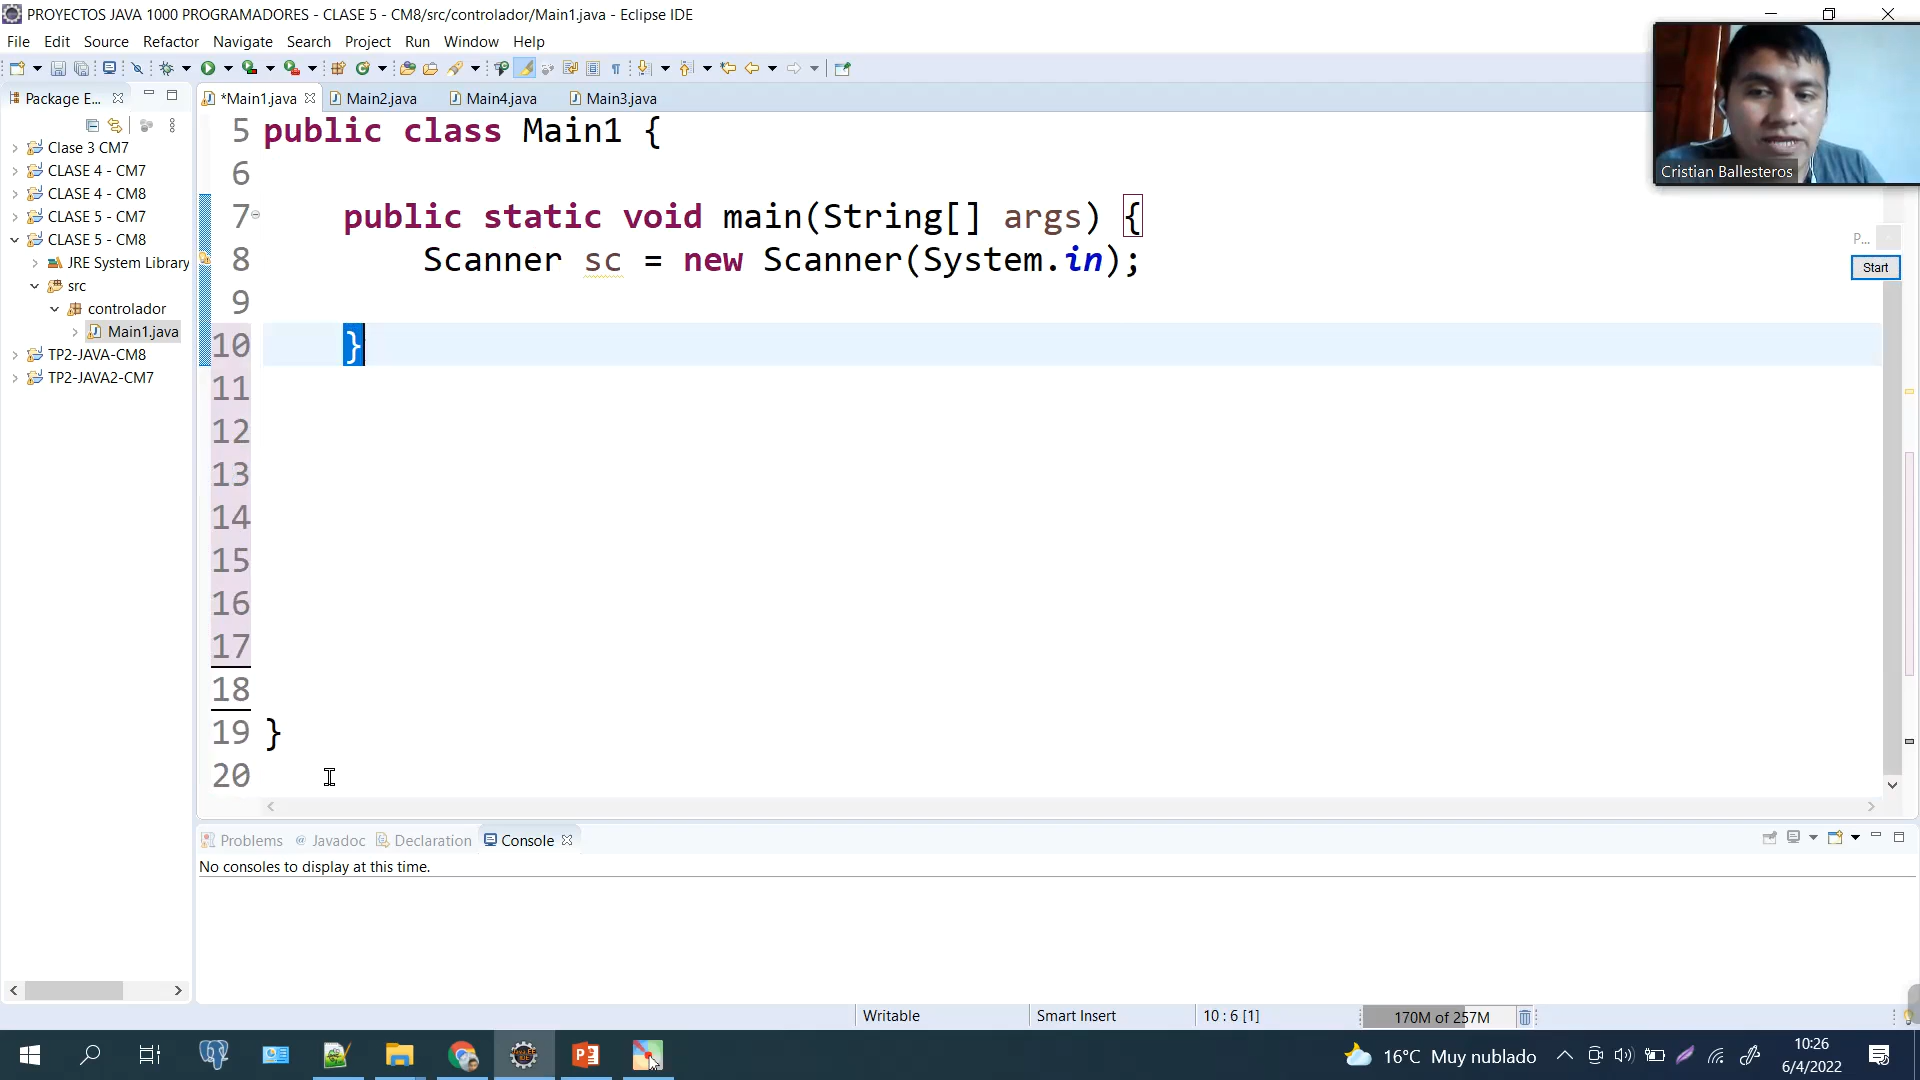 PROYECTOS JAVA 1000 PROGRAMADORES - CLASE 5 - CM8/src/controlador/Main1.java - Eclipse IDE
File Edit Source Refactor Navigate Search Project Run Window Help
Package E...
*Main1.java Main2.java Main4.java Main3.java
Clase 3 CM7
CLASE 4 - CM7
CLASE 4 - CM8
CLASE 5 - CM7
CLASE 5 - CM8
JRE System Library
src
controlador
Main1.java
TP2-JAVA-CM8
TP2-JAVA2-CM7
5 public class Main1 {
6
7 public static void main(String[] args) {
8 Scanner sc = new Scanner(System.in);
9
10 }
11
12
13
14
15
16
17
18
19 }
20
Cristian Ballesteros
P...
Start
Problems @ Javadoc Declaration Console
No consoles to display at this time.
Writable Smart Insert 10 : 6 [1] 170M of 257M
16°C Muy nublado
10:26
6/4/2022